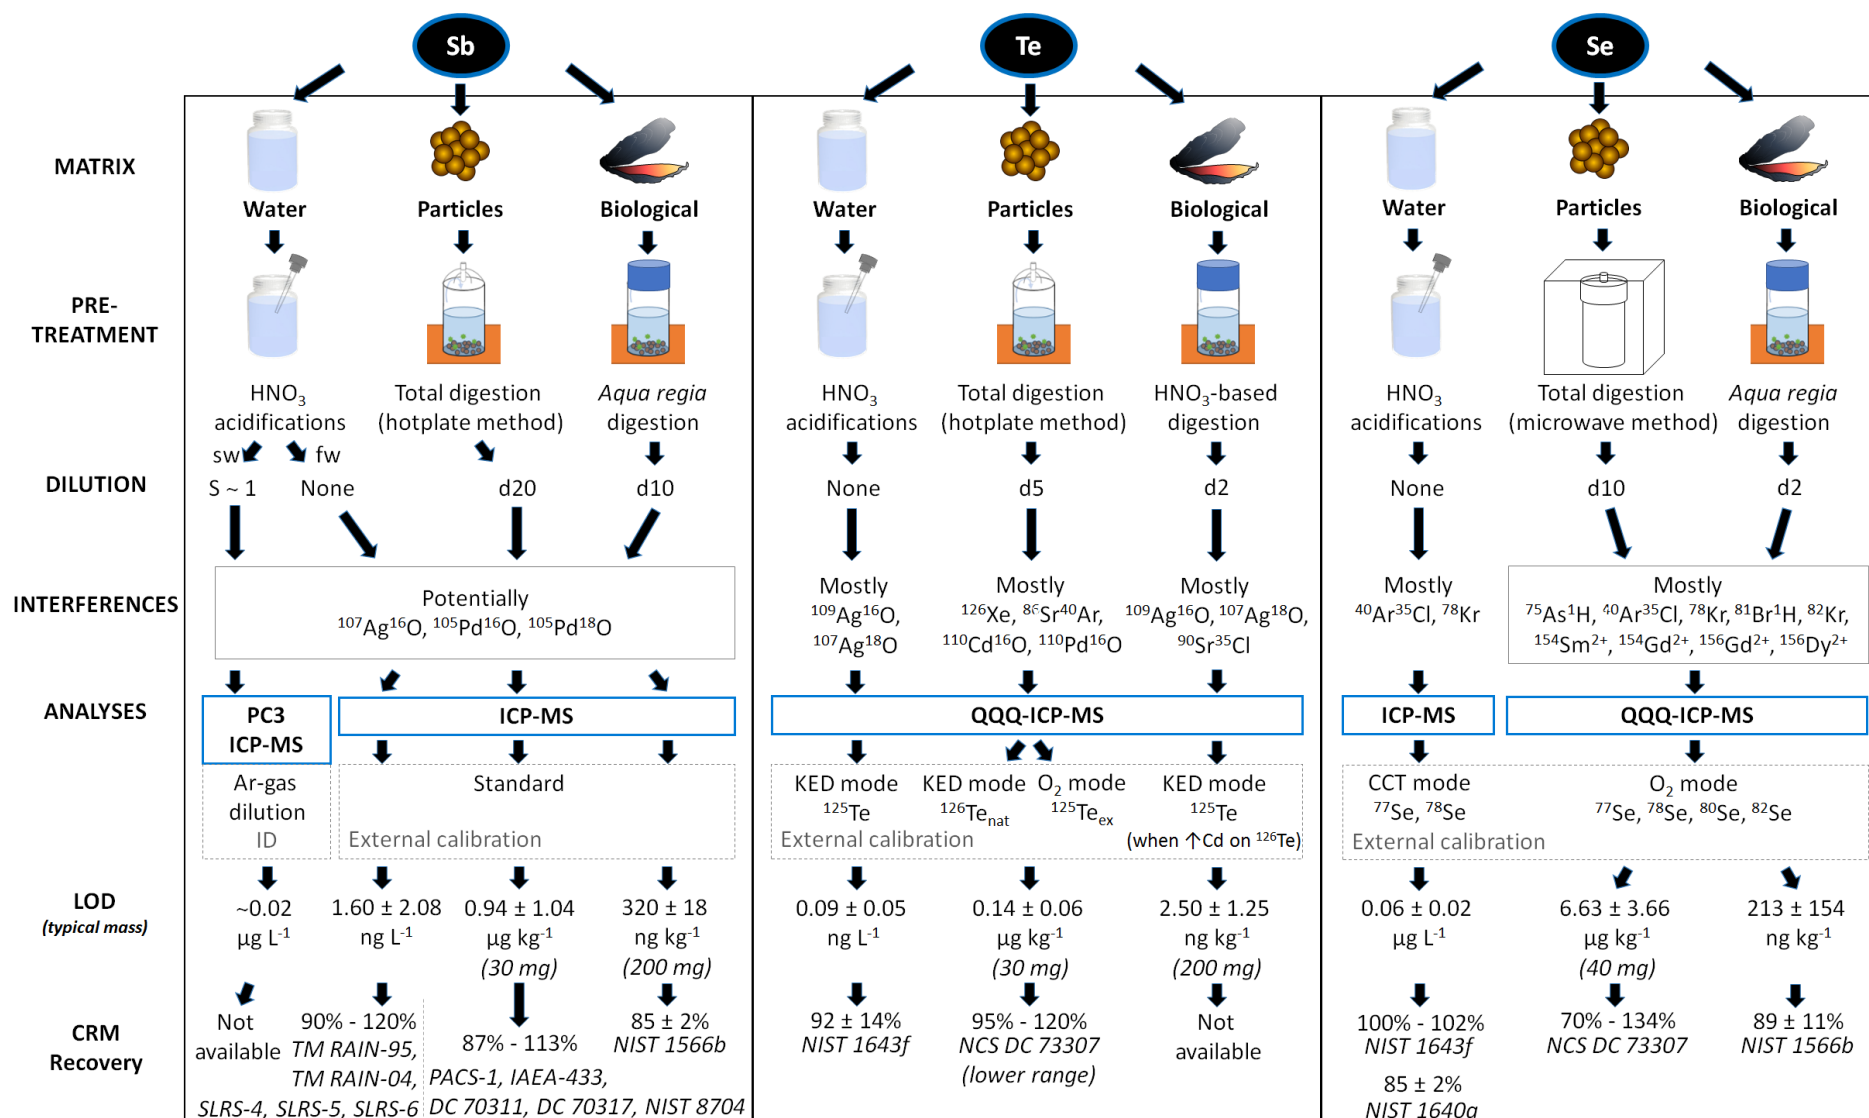 Sb
Te
Se
MATRIX
Water
Particles
Biological
Water
Particles
Biological
Water
Particles
Biological
PRE-
TREATMENT
HNO3
acidifications
Total digestion
(hotplate method)
Aqua regia
digestion
HNO3
acidifications
Total digestion
(hotplate method)
HNO3-based
digestion
HNO3
acidifications
Total digestion
(microwave method)
Aqua regia
digestion
sw
fw
DILUTION
S ~ 1
None
d20
d10
None
d5
d2
None
d10
d2
INTERFERENCES
Potentially
107Ag16O, 105Pd16O, 105Pd18O
Mostly
109Ag16O,
107Ag18O
Mostly
126Xe, 86Sr40Ar,
110Cd16O, 110Pd16O
Mostly
109Ag16O, 107Ag18O,
90Sr35Cl
Mostly
40Ar35Cl, 78Kr
Mostly
75As1H, 40Ar35Cl, 78Kr, 81Br1H, 82Kr,
154Sm2+, 154Gd2+, 156Gd2+, 156Dy2+
ANALYSES
PC3
ICP-MS
ICP-MS
QQQ-ICP-MS
ICP-MS
QQQ-ICP-MS
Ar-gas
dilution
ID
Standard
External calibration
KED mode
125Te
KED mode
126Tenat
O2 mode
125Teex
KED mode
125Te
(when ↑Cd on 126Te)
External calibration
CCT mode
77Se, 78Se
O2 mode
77Se, 78Se, 80Se, 82Se
External calibration
LOD
(typical mass)
~0.02
µg L-1
1.60 ± 2.08
ng L-1
0.94 ± 1.04
µg kg-1
(30 mg)
320 ± 18
ng kg-1
(200 mg)
0.09 ± 0.05
ng L-1
0.14 ± 0.06
µg kg-1
(30 mg)
2.50 ± 1.25
ng kg-1
(200 mg)
0.06 ± 0.02
µg L-1
6.63 ± 3.66
µg kg-1
(40 mg)
213 ± 154
ng kg-1
CRM
Recovery
Not
available
90% - 120%
TM RAIN-95,
TM RAIN-04,
SLRS-4, SLRS-5, SLRS-6
87% - 113%
PACS-1, IAEA-433,
DC 70311, DC 70317, NIST 8704
85 ± 2%
NIST 1566b
92 ± 14%
NIST 1643f
95% - 120%
NCS DC 73307
(lower range)
Not
available
100% - 102%
NIST 1643f
85 ± 2%
NIST 1640a
70% - 134%
NCS DC 73307
89 ± 11%
NIST 1566b